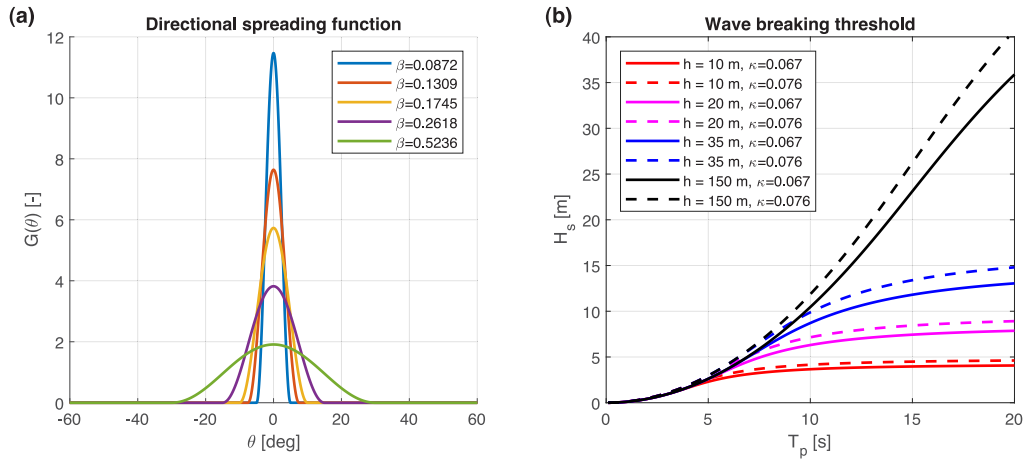 (a)
Directional spreading function
12
10
8
6
4
2
0
-60
-40
-20
0
20
40
60
G(θ) [-]
θ [deg]
β=0.0872
β=0.1309
β=0.1745
β=0.2618
β=0.5236
(b)
Wave breaking threshold
40
35
30
25
20
15
10
5
0
0
5
10
15
20
H_s [m]
T_p [s]
h = 10 m, κ=0.067
h = 10 m, κ=0.076
h = 20 m, κ=0.067
h = 20 m, κ=0.076
h = 35 m, κ=0.067
h = 35 m, κ=0.076
h = 150 m, κ=0.067
h = 150 m, κ=0.076